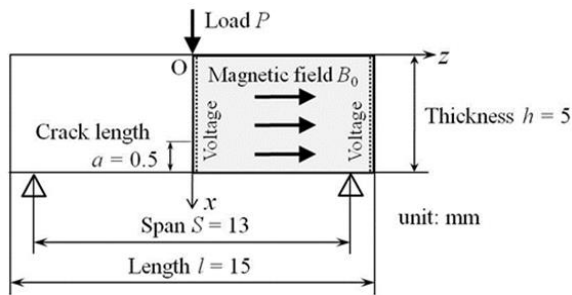 Load P
O
z
Magnetic field B₀
Voltage
Voltage
Thickness h = 5
Crack length
a = 0.5
x
Span S = 13
unit: mm
Length l = 15